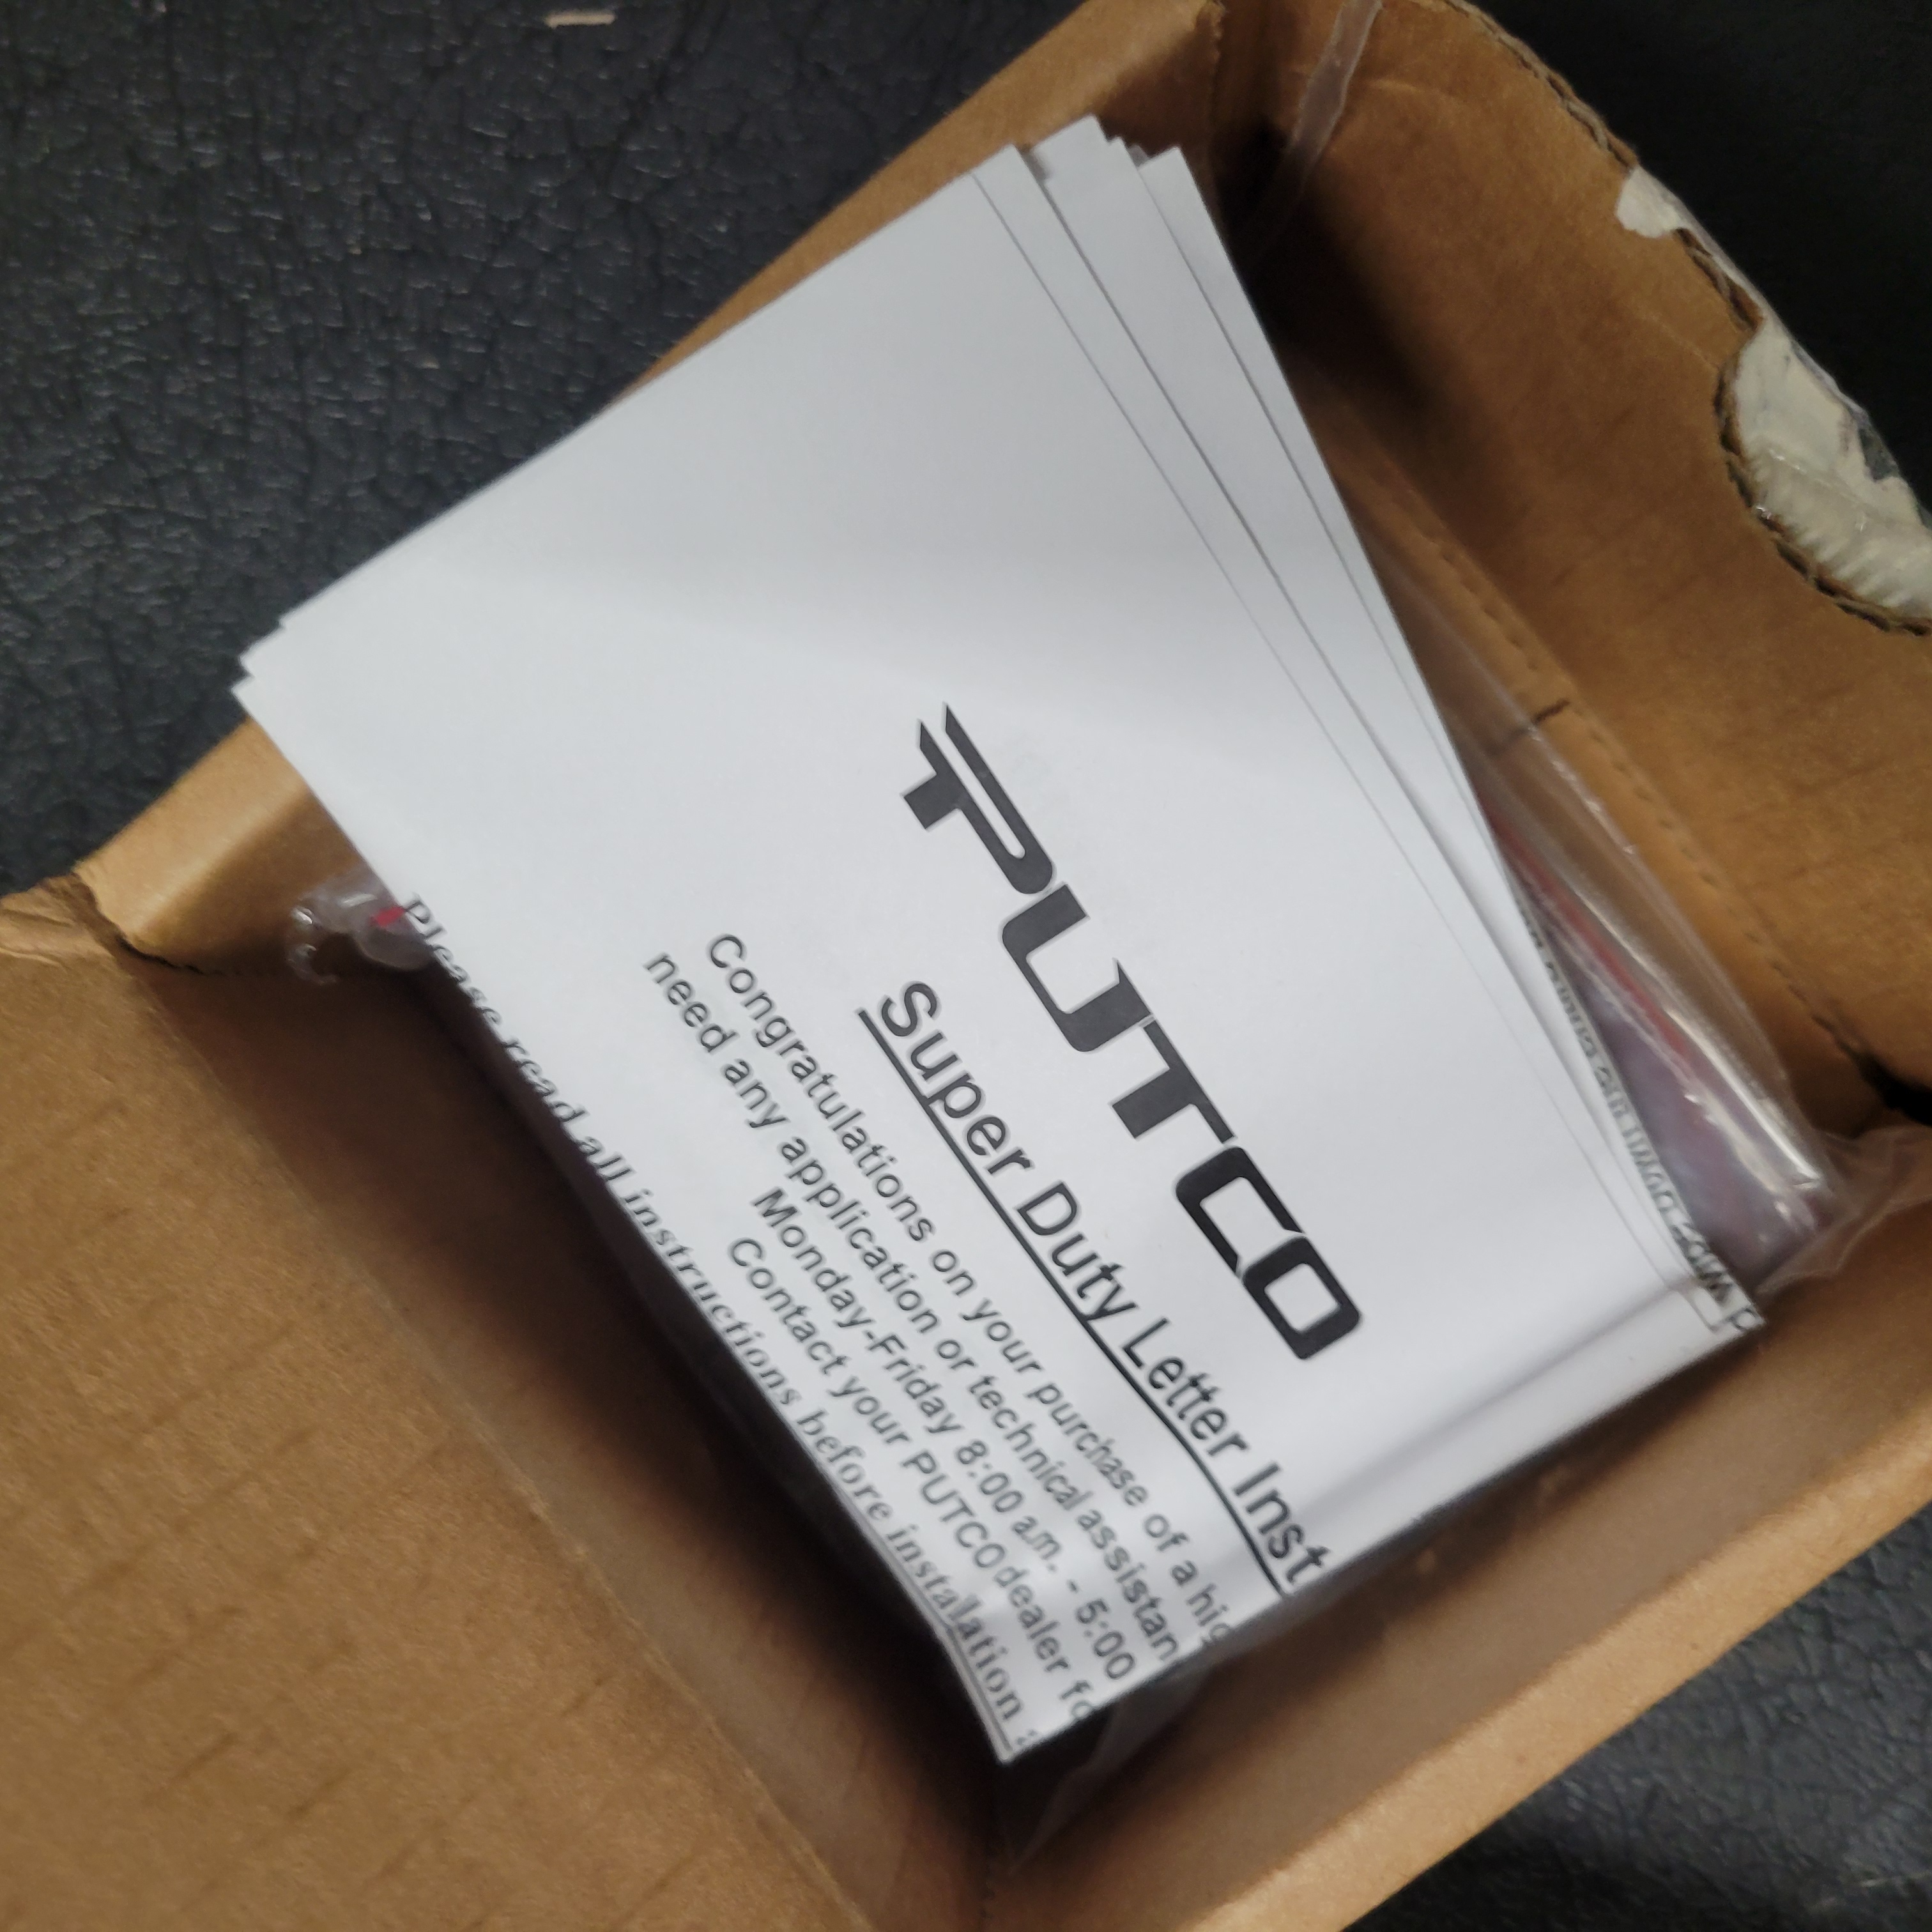 PUTCO
Super Duty Letter Inst
Congratulations on your purchase of a hig
need any application or technical assistan
Monday-Friday 8:00 a.m. - 5:00
Contact your PUTCO dealer fo
Please read all instructions before installation